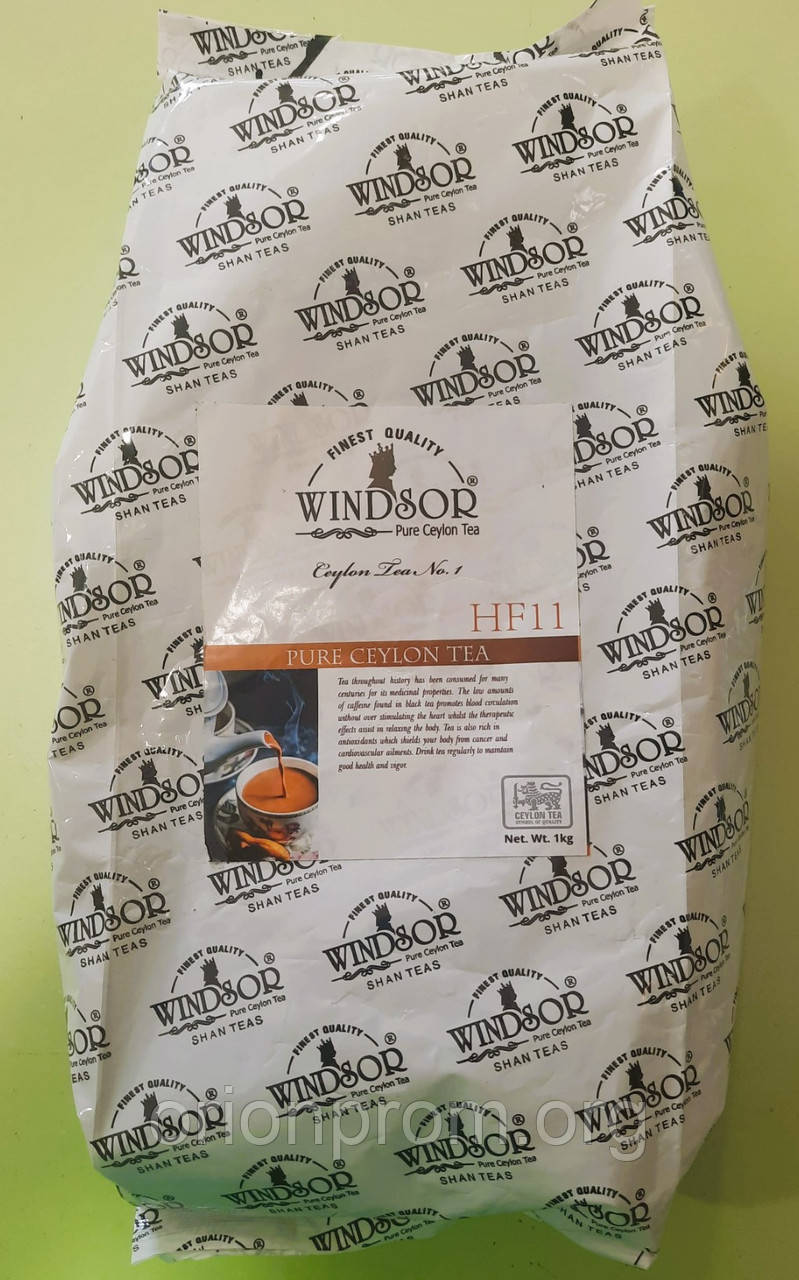 FINEST QUALITY
WINDSOR®
Pure Ceylon Tea
SHAN TEAS
FINEST QUALITY
WINDSOR®
Pure Ceylon Tea
Ceylon Tea No. 1
HF11
PURE CEYLON TEA
Tea throughout history has been consumed for many
centuries for its medicinal properties. The low amounts
of caffeine found in black tea promotes blood circulation
without over stimulating the heart whilst the therapeutic
effects assist in relaxing the body. Tea is also rich in
antioxidants which shields your body from cancer and
cardiovascular ailments. Drink tea regularly to maintain
good health and vigor.
CEYLON TEA
SYMBOL OF QUALITY
Net. Wt. 1kg
orionprom.org